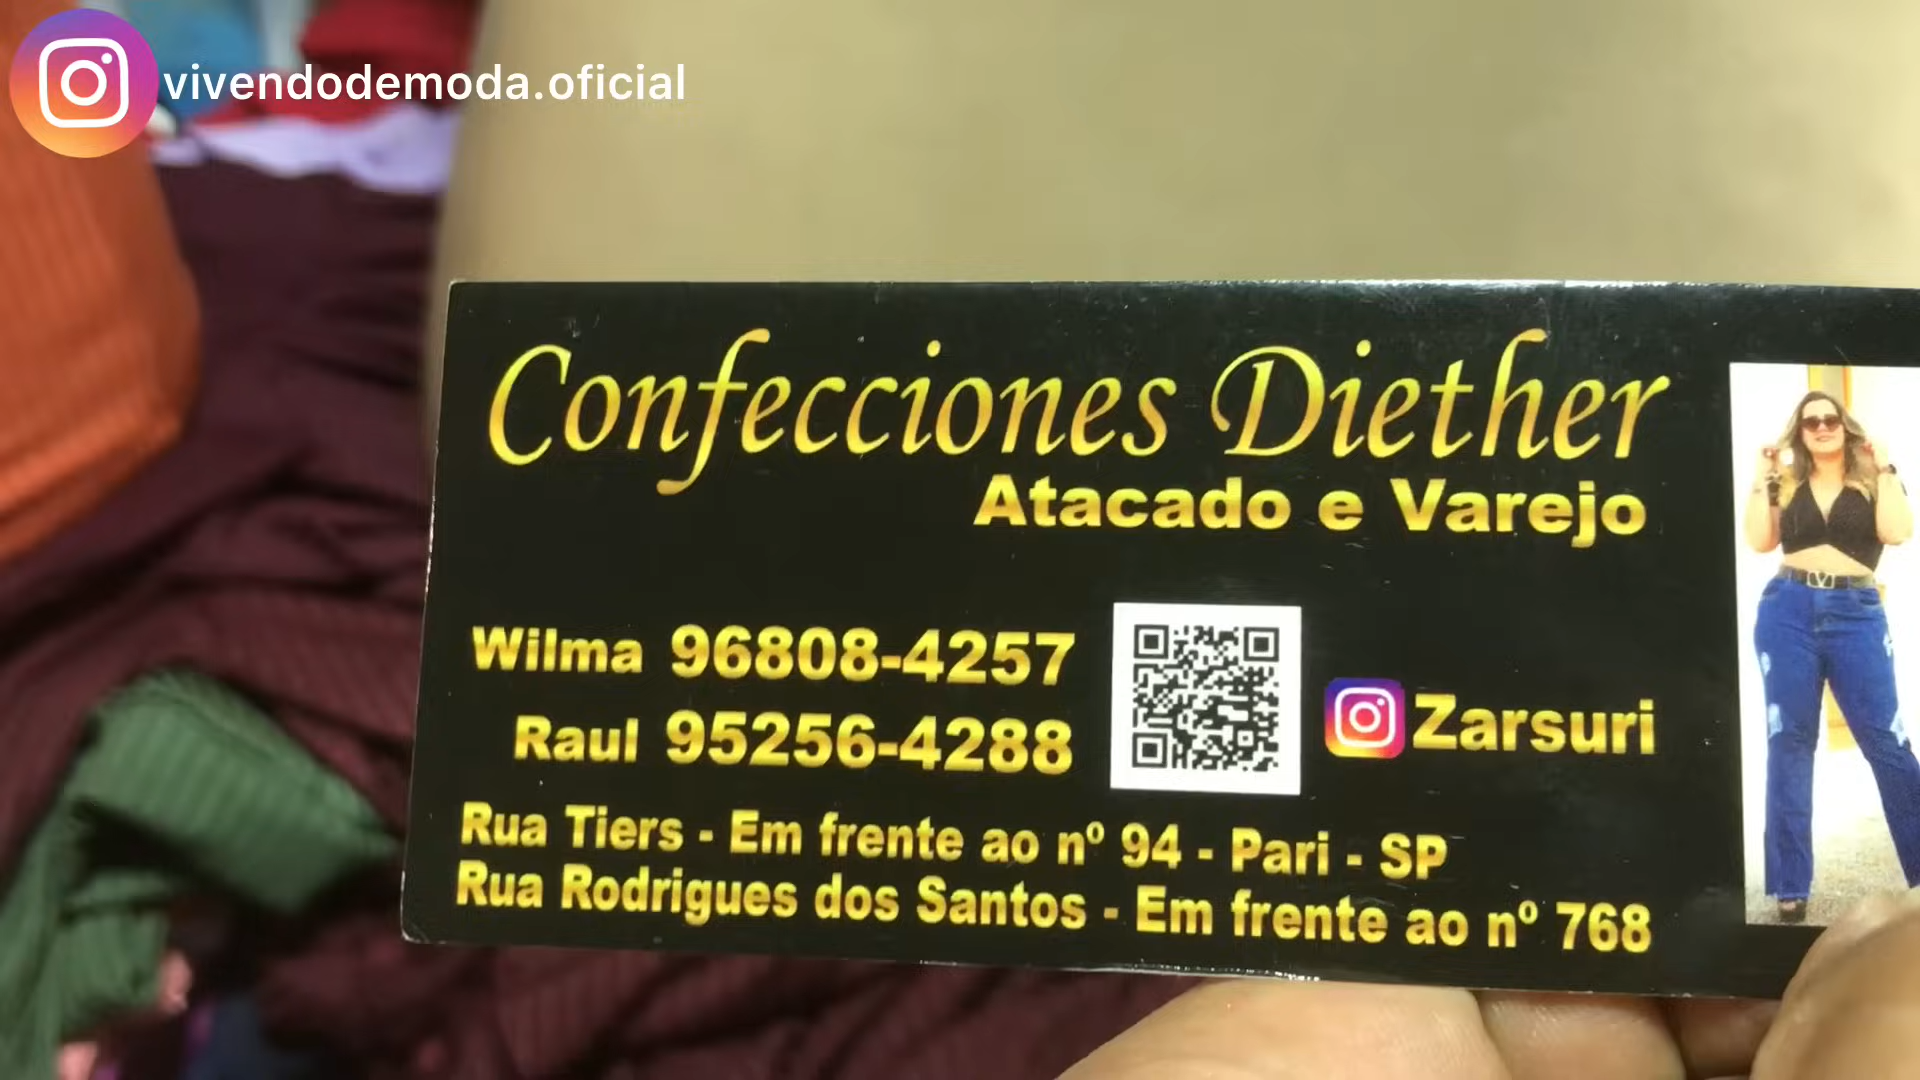 vivendodemoda.oficial
Confecciones Diether
Atacado e Varejo
Wilma 96808-4257
Raul 95256-4288
Zarsuri
Rua Tiers - Em frente ao nº 94 - Pari - SP
Rua Rodrigues dos Santos - Em frente ao nº 768